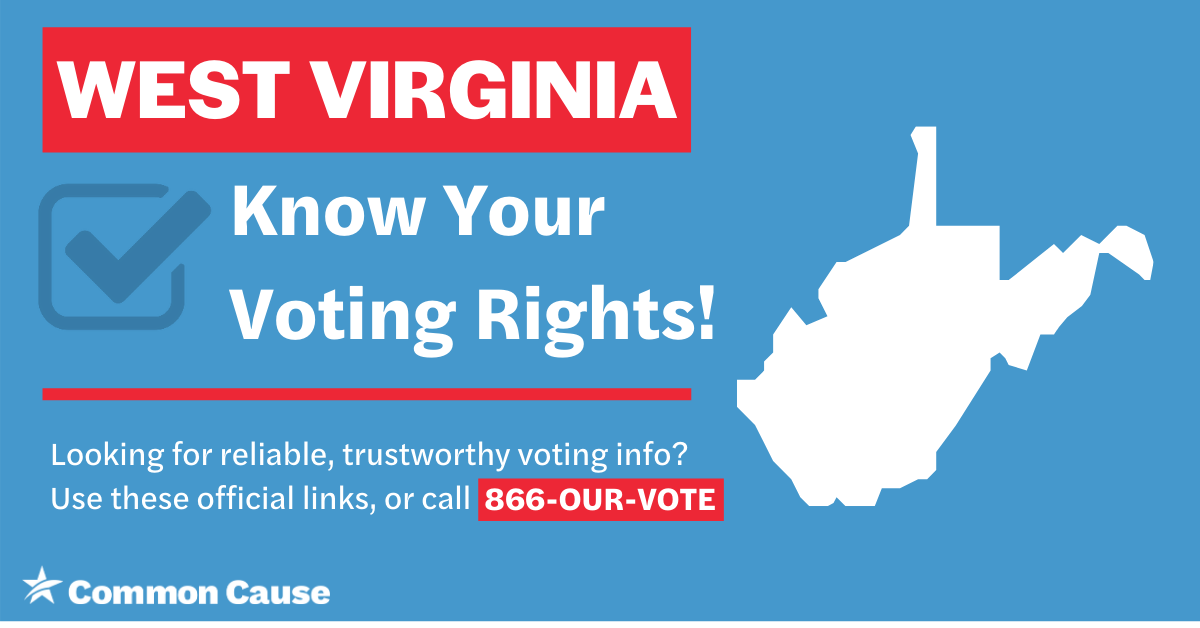 WEST VIRGINIA
Know Your
Voting Rights!
Looking for reliable, trustworthy voting info?
Use these official links, or call 866-OUR-VOTE
Common Cause